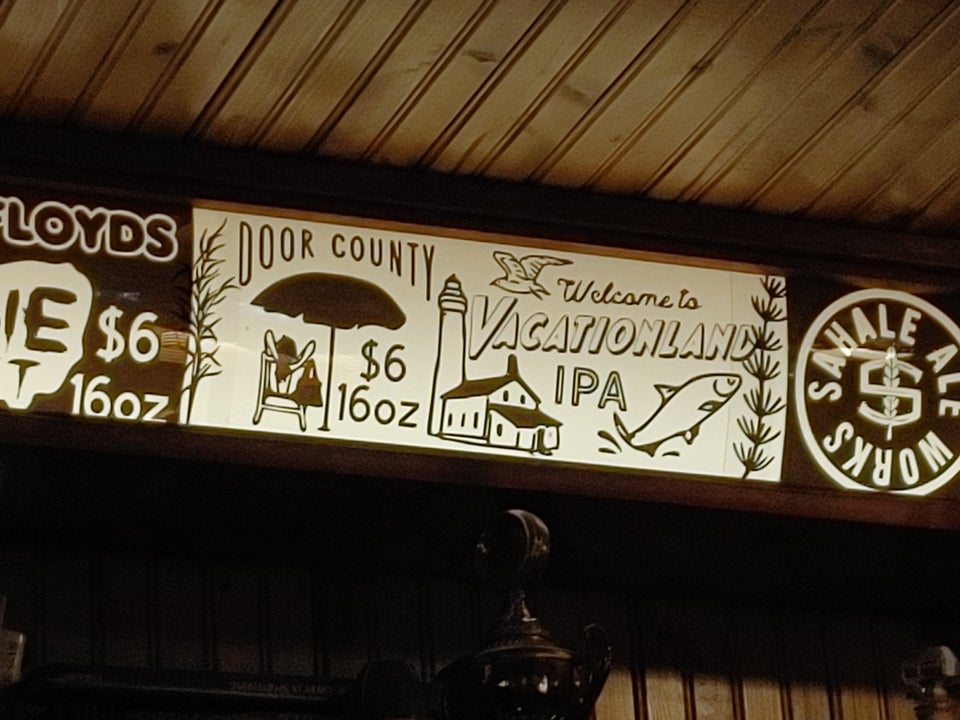 FLOYDS
$6
16oz
DOOR COUNTY
$6
16oz
Welcome to
VACATIONLAND
IPA
SAHALE ALE
S
WORKS